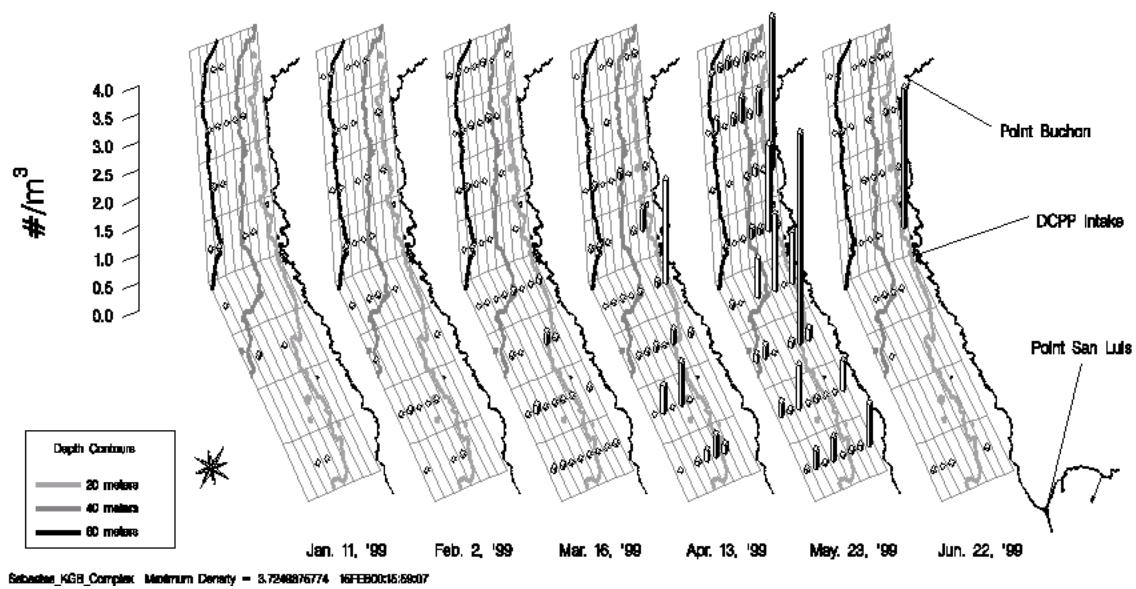 4.0
3.5
3.0
2.5
2.0
1.5
1.0
0.5
0.0
#/m³
Point Buchon
DCPP Intake
Point San Luis
Depth Contours
20 meters
40 meters
60 meters
Jan. 11, '99
Feb. 2, '99
Mar. 16, '99
Apr. 13, '99
May. 23, '99
Jun. 22, '99
Sebastes_KGB_Complex Maximum Density = 3.7249876774 16FEB00:15:59:07